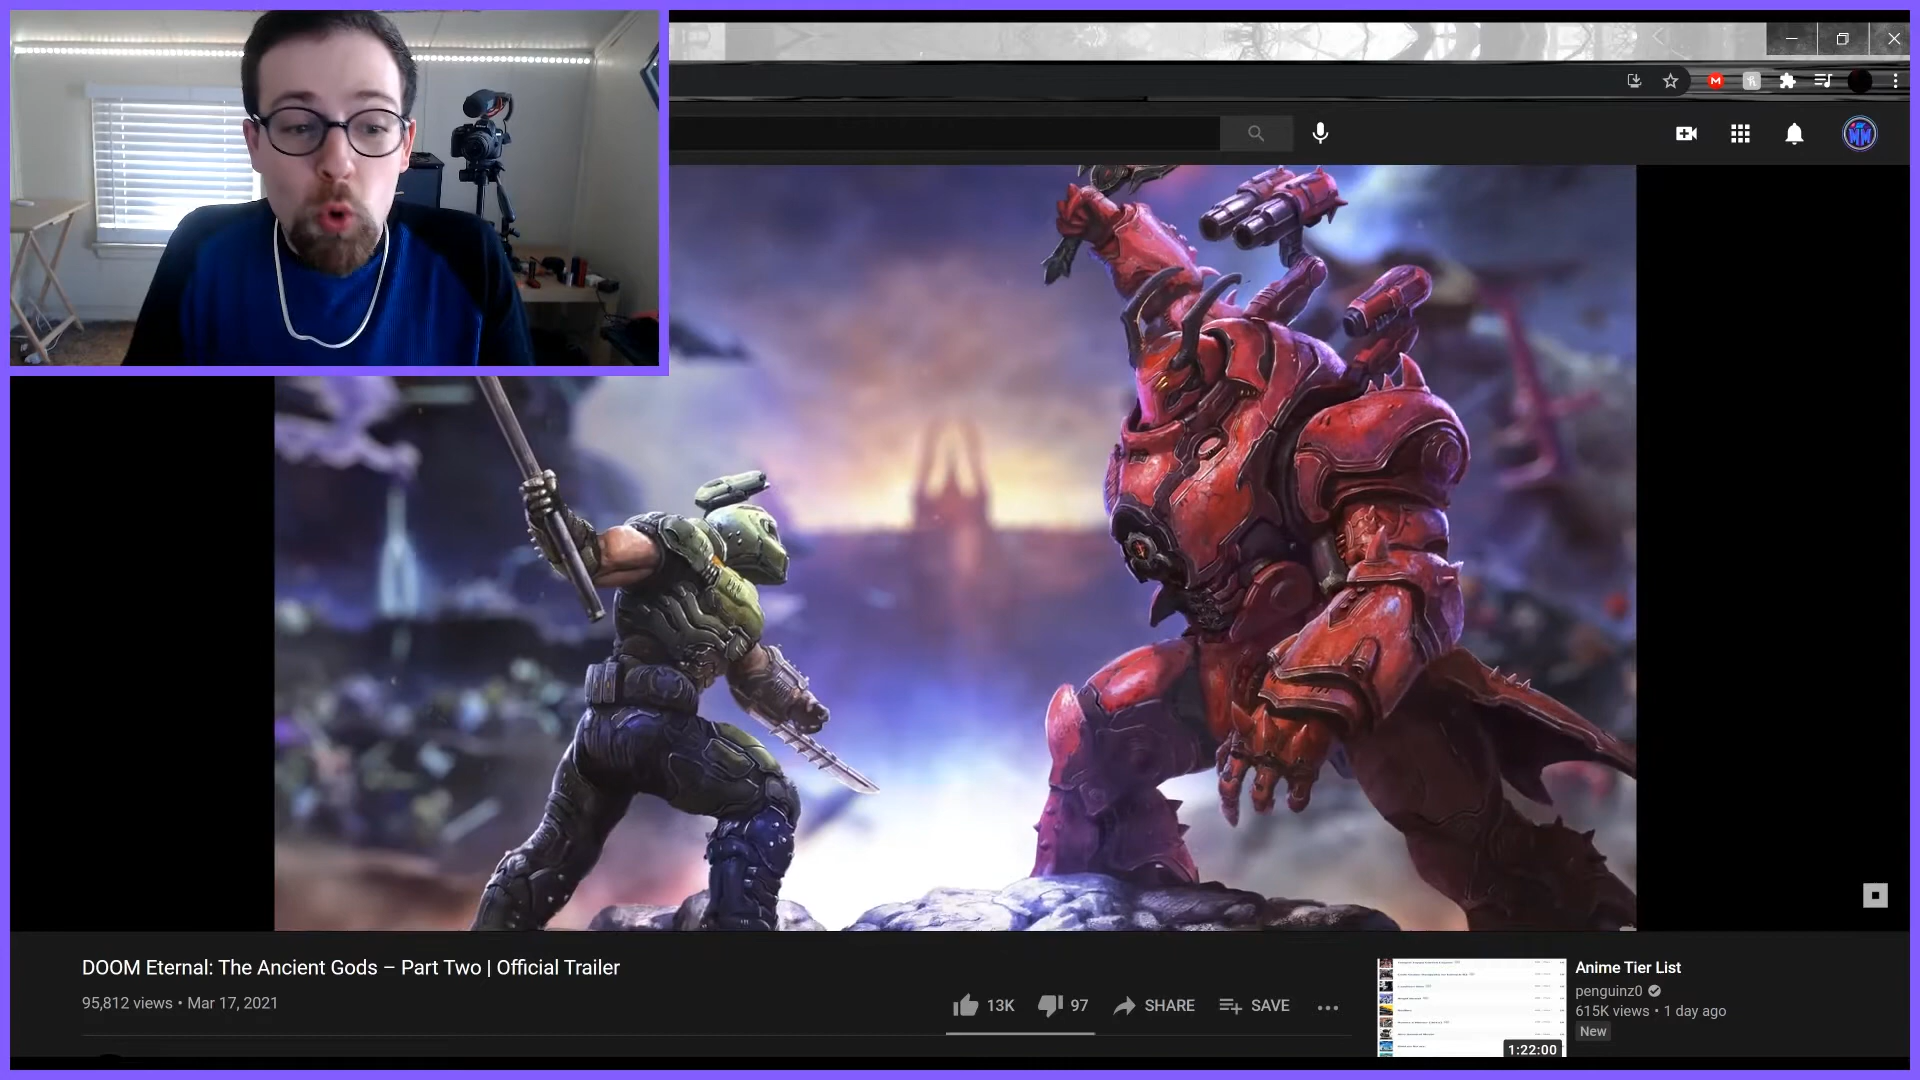 MM
DOOM Eternal: The Ancient Gods – Part Two | Official Trailer
95,812 views • Mar 17, 2021
13K
97
SHARE
SAVE
1:22:00
Anime Tier List
penguinz0
615K views • 1 day ago
New